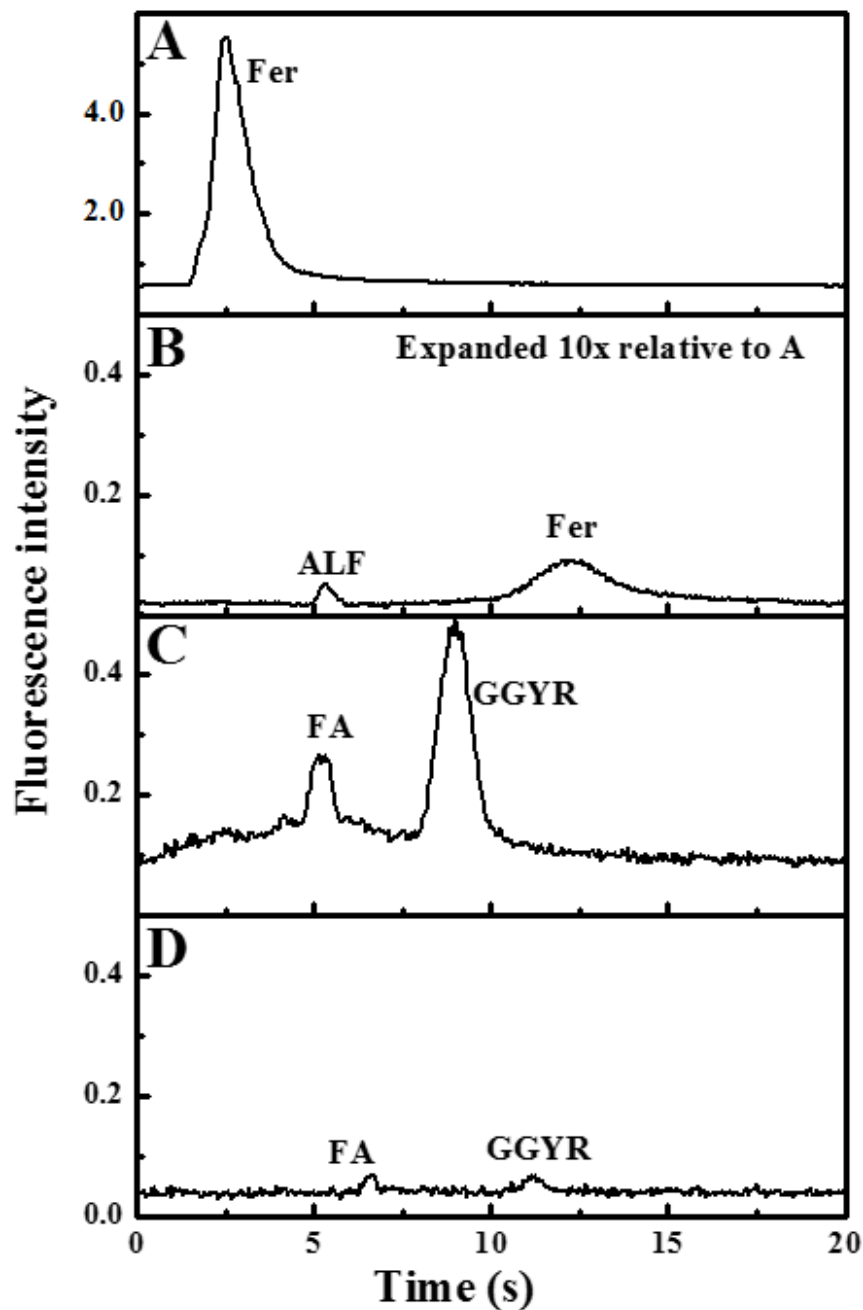 A
Fer
4.0
2.0
B
Expanded 10x relative to A
0.4
0.2
ALF
Fer
C
0.4
0.2
FA
GGYR
D
0.4
0.2
0.0
FA
GGYR
0 5 10 15 20
Time (s)
Fluorescence intensity